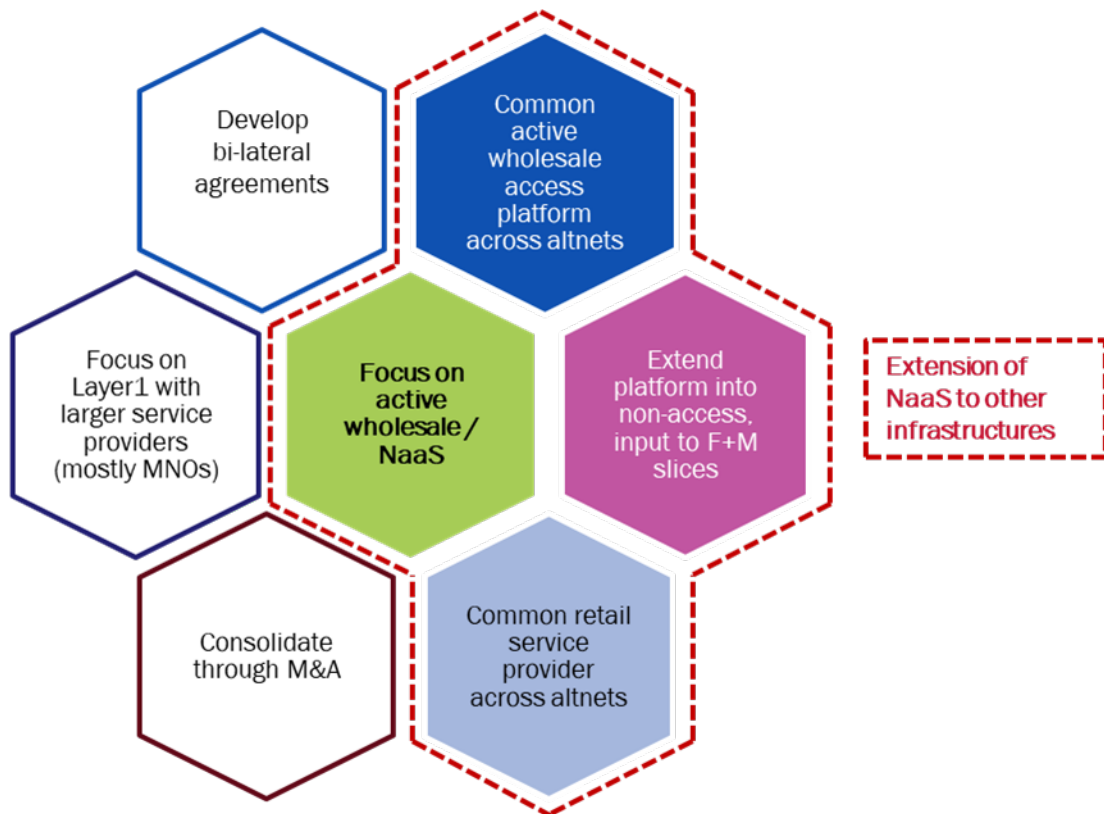 Develop
bi-lateral
agreements
Common
active
wholesale
access
platform
across altnets
Focus on
Layer1 with
larger service
providers
(mostly MNOs)
Focus on
active
wholesale /
NaaS
Extend
platform into
non-access,
input to F+M
slices
Extension of
NaaS to other
infrastructures
Consolidate
through M&A
Common retail
service
provider
across altnets